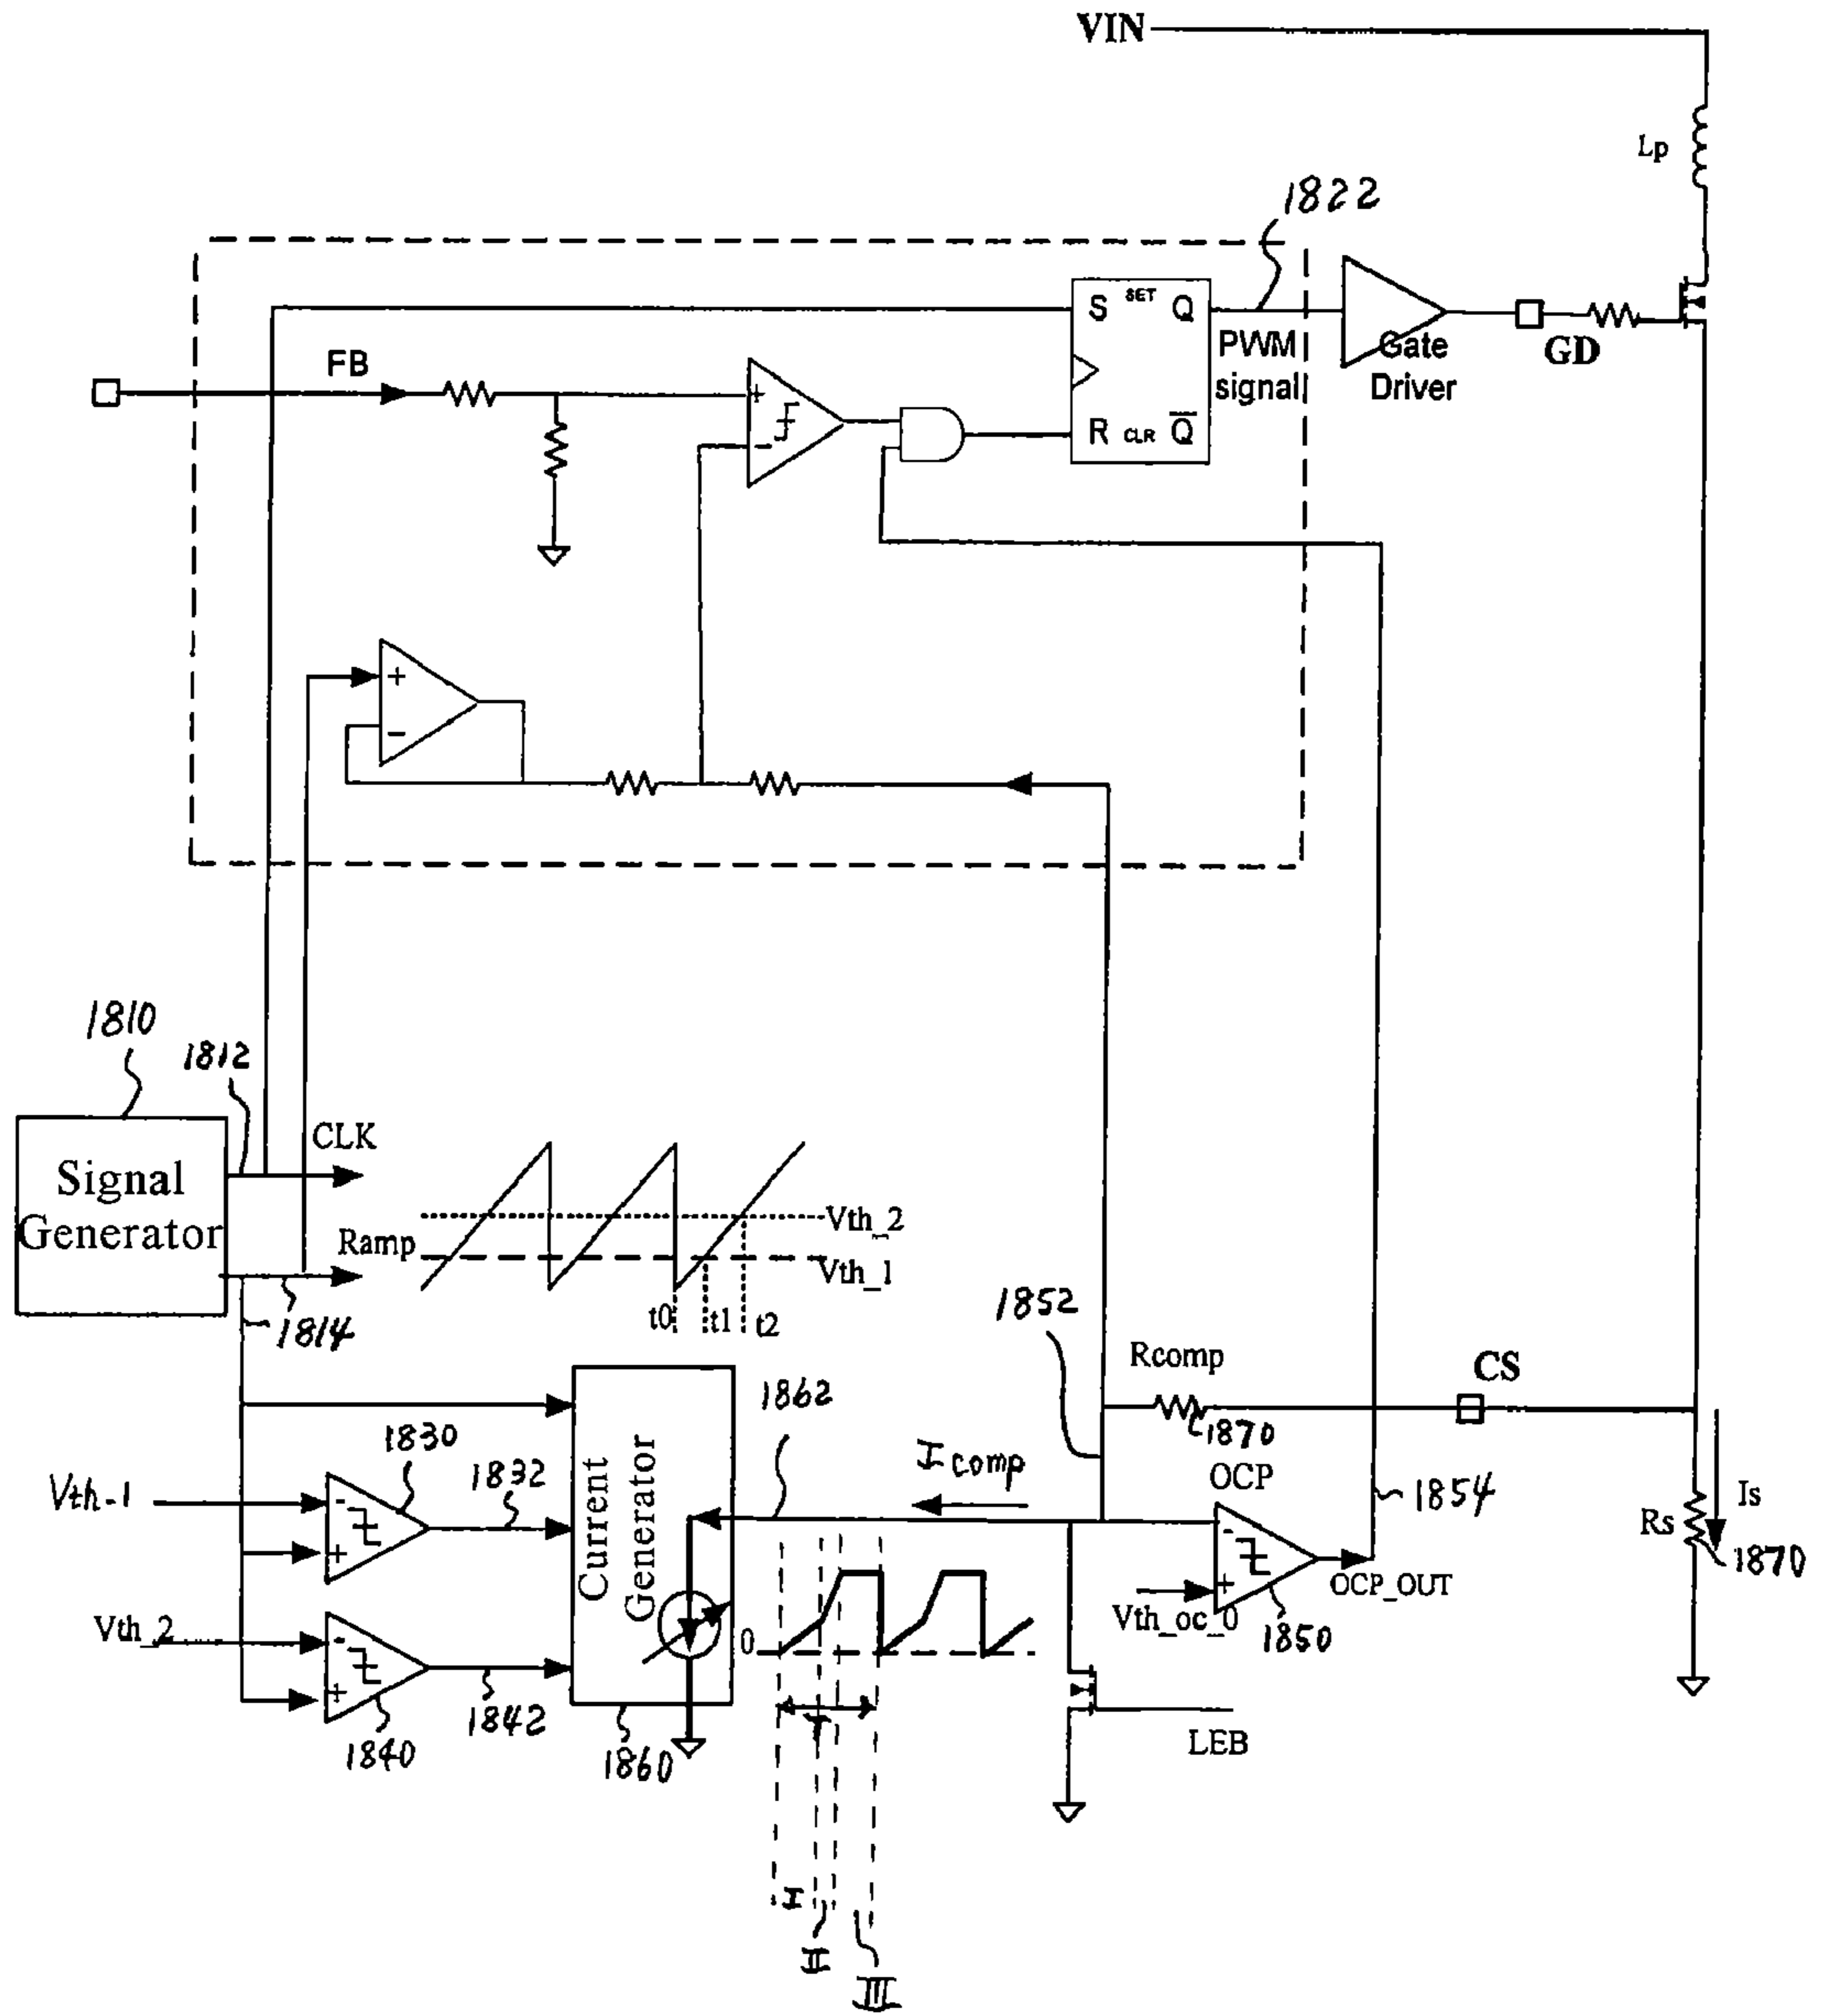 VIN
Lp
1822
S SET Q
PWM
signal
R CLR Q
Gate
Driver
GD
FB
+
-
+
-
1810
1812
Signal
Generator
CLK
Ramp
1814
Vth_2
Vth_1
t0 t1 t2
1852
Rcomp
1870
CS
1862
Icomp
OCP
1854
Is
Rs
1870
1830
1832
Vth-1
-
+
Current
Generator
-
+
Vth_oc_0
OCP_OUT
1850
Vth_2
-
+
1840
1842
1860
0
T
LEB
I
II
III